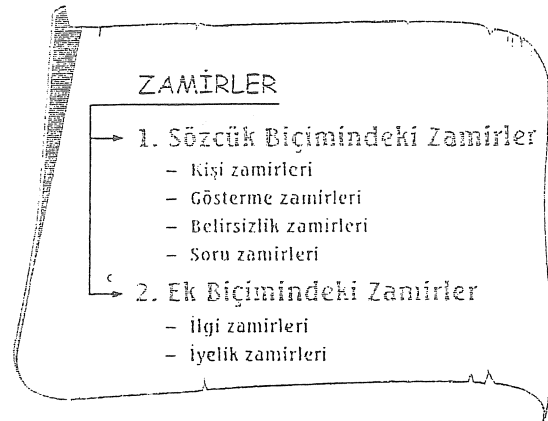 ZAMİRLER
1. Sözcük Biçimindeki Zamirler
– Kişi zamirleri
– Gösterme zamirleri
– Belirsizlik zamirleri
– Soru zamirleri
2. Ek Biçimindeki Zamirler
– İlgi zamirleri
– İyelik zamirleri